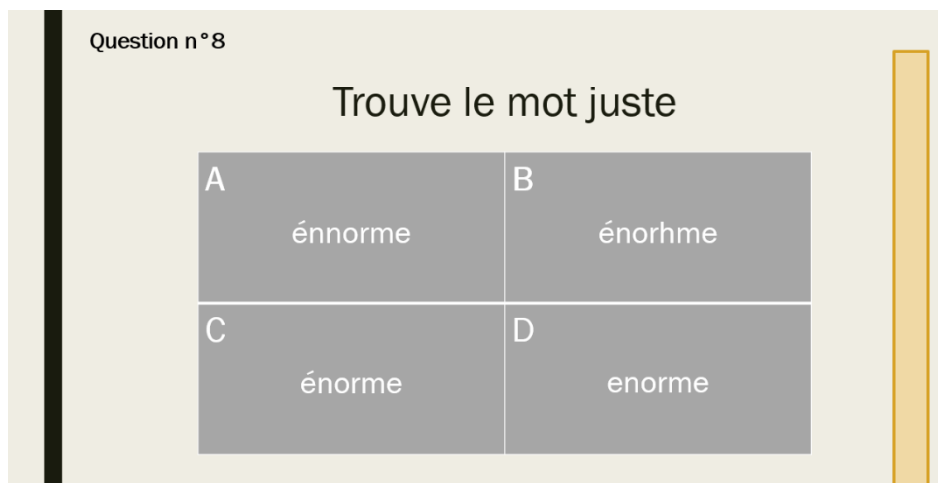 Question n°8
Trouve le mot juste
A
énnorme
B
énorhme
C
énorme
D
enorme